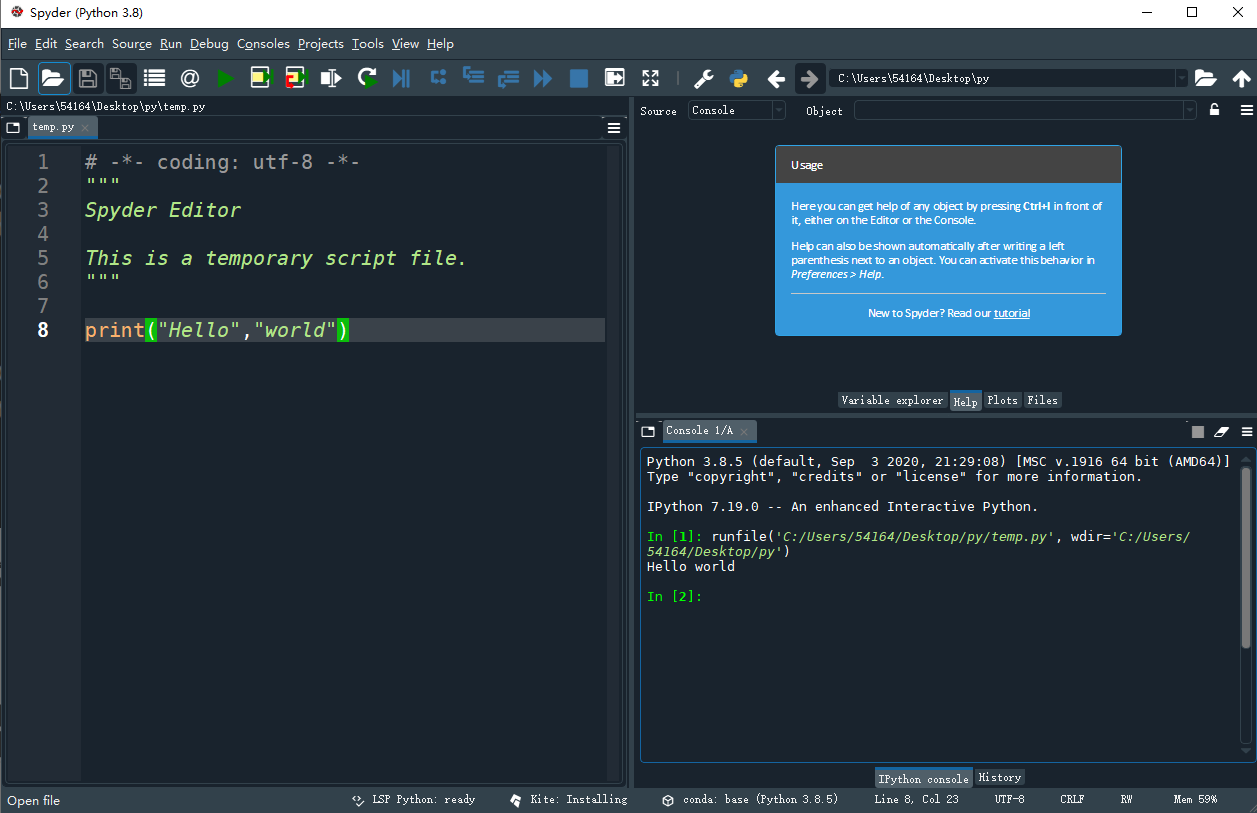 Spyder (Python 3.8)
File Edit Search Source Run Debug Consoles Projects Tools View Help
C:\Users\54164\Desktop\py
C:\Users\54164\Desktop\py\temp.py
temp.py
1 # -*- coding: utf-8 -*-
2 """
3 Spyder Editor
4
5 This is a temporary script file.
6 """
7
8 print("Hello","world")
Source Console Object
Usage
Here you can get help of any object by pressing Ctrl+I in front of
it, either on the Editor or the Console.
Help can also be shown automatically after writing a left
parenthesis next to an object. You can activate this behavior in
Preferences > Help.
New to Spyder? Read our tutorial
Variable explorer Help Plots Files
Console 1/A
Python 3.8.5 (default, Sep  3 2020, 21:29:08) [MSC v.1916 64 bit (AMD64)]
Type "copyright", "credits" or "license" for more information.
IPython 7.19.0 -- An enhanced Interactive Python.
In [1]: runfile('C:/Users/54164/Desktop/py/temp.py', wdir='C:/Users/
54164/Desktop/py')
Hello world
In [2]:
IPython console History
Open file LSP Python: ready Kite: Installing conda: base (Python 3.8.5) Line 8, Col 23 UTF-8 CRLF RW Mem 59%